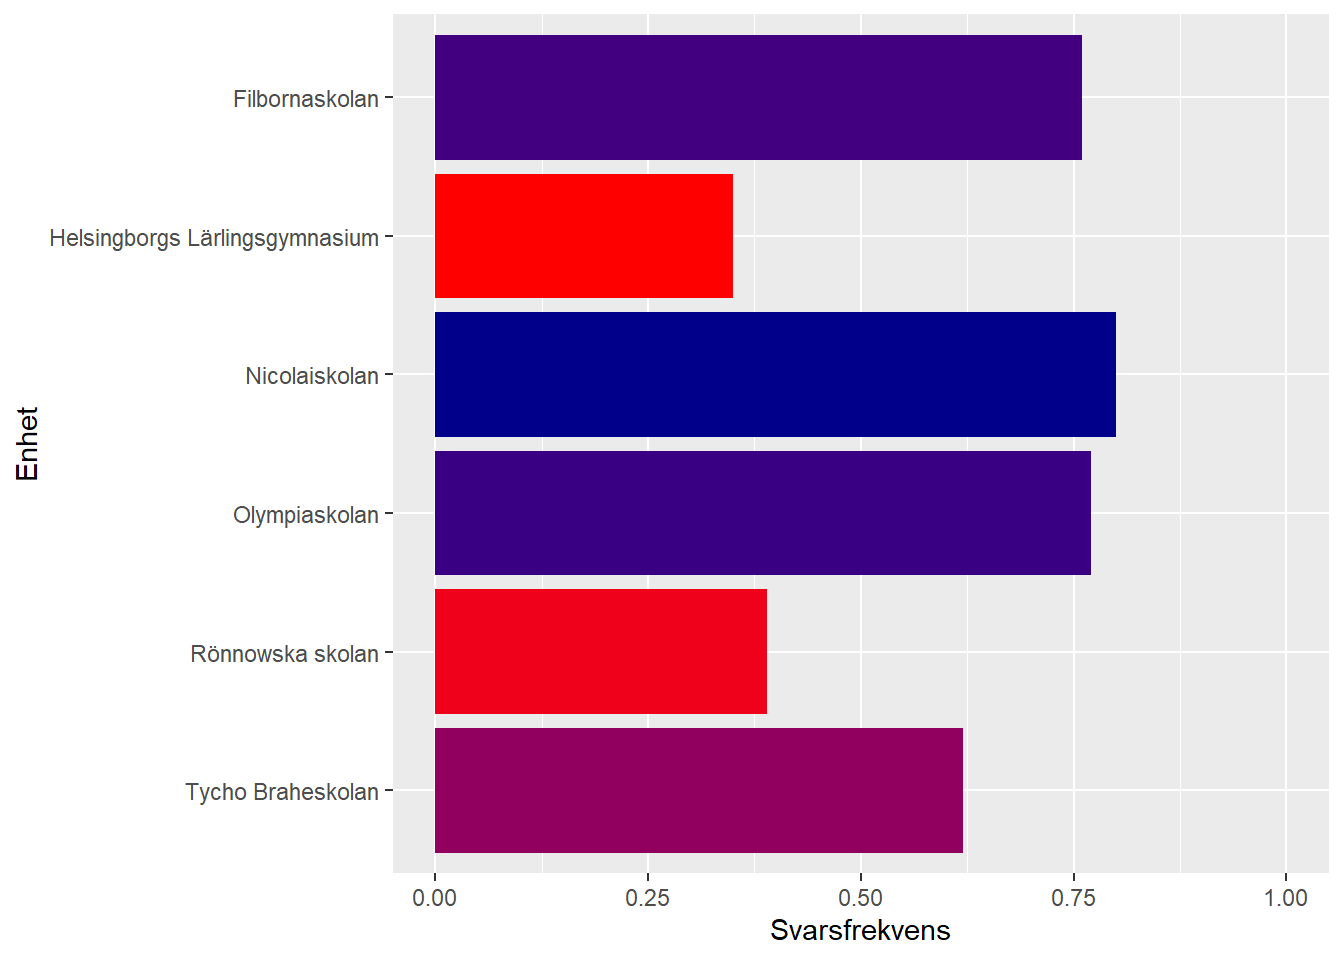 Filbornaskolan
Helsingborgs Lärlingsgymnasium
Nicolaiskolan
Olympiaskolan
Rönnowska skolan
Tycho Braheskolan
Enhet
0.00 0.25 0.50 0.75 1.00
Svarsfrekvens